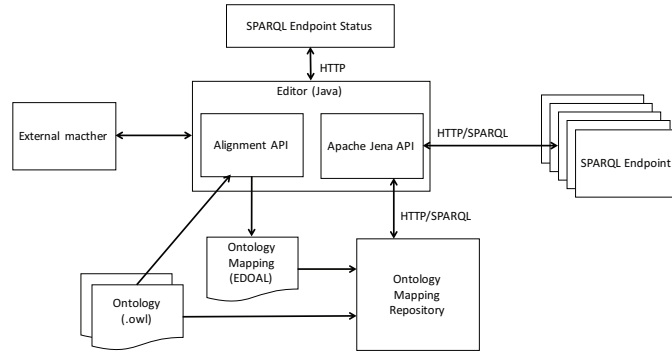 SPARQL Endpoint Status
HTTP
Editor (Java)
External macther
Alignment API
Apache Jena API
HTTP/SPARQL
SPARQL Endpoint
HTTP/SPARQL
Ontology
Mapping
(EDOAL)
Ontology
Mapping
Repository
Ontology
(.owl)